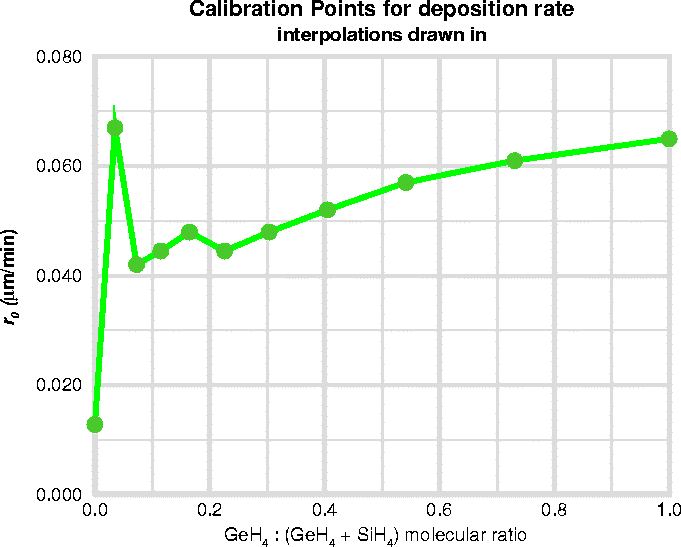 Calibration Points for deposition rate
interpolations drawn in
0.080
0.060
0.040
0.020
0.000
r₀ (μm/min)
0.0 0.2 0.4 0.6 0.8 1.0
GeH₄ : (GeH₄ + SiH₄) molecular ratio